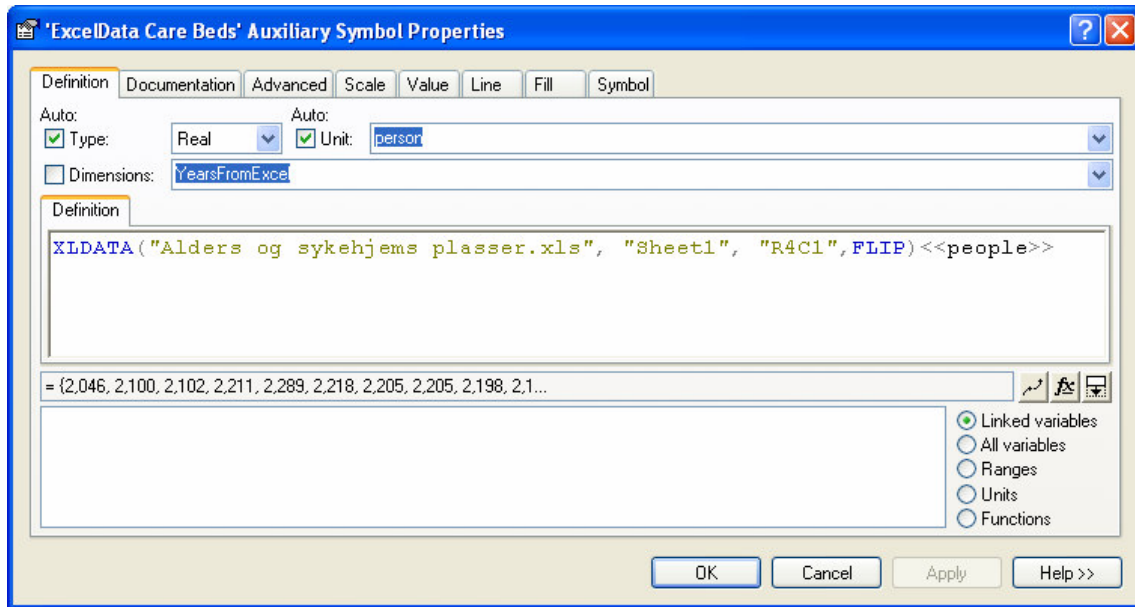 'ExcelData Care Beds' Auxiliary Symbol Properties
Definition Documentation Advanced Scale Value Line Fill Symbol
Auto: Auto:
Type: Real Unit: person
Dimensions: YearsFromExcel
Definition
XLDATA("Alders og sykehjems plasser.xls", "Sheet1", "R4C1",FLIP)<<people>>
= {2,046, 2,100, 2,102, 2,211, 2,289, 2,218, 2,205, 2,205, 2,198, 2,1...
fx
Linked variables
All variables
Ranges
Units
Functions
OK Cancel Apply Help >>